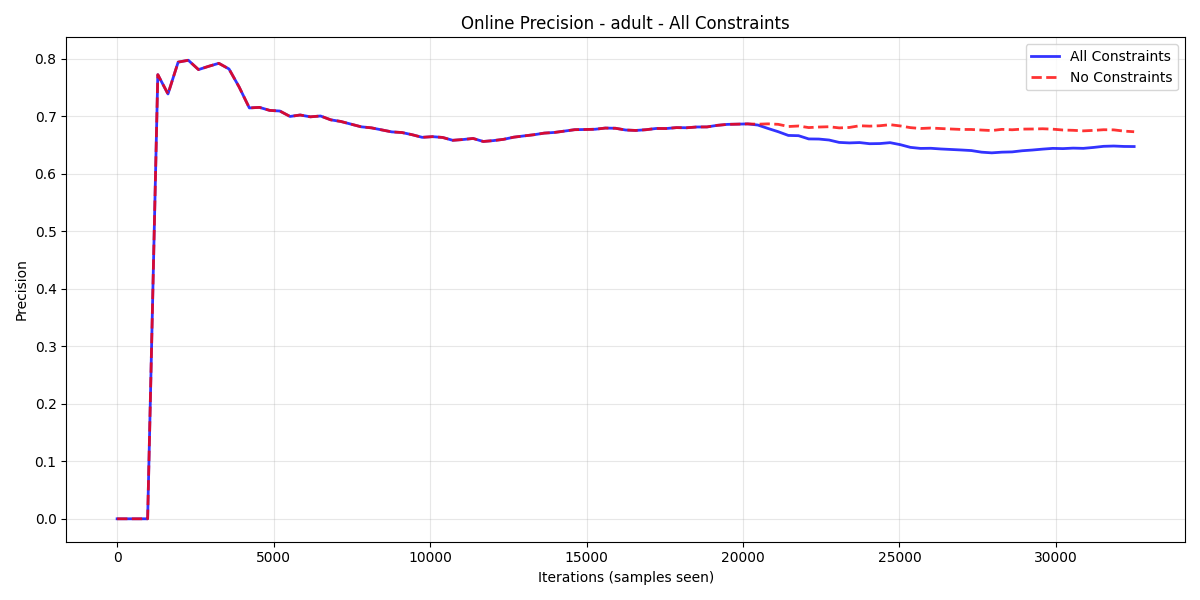 Online Precision - adult - All Constraints
All Constraints
No Constraints
Precision
0.8
0.7
0.6
0.5
0.4
0.3
0.2
0.1
0.0
0 5000 10000 15000 20000 25000 30000
Iterations (samples seen)